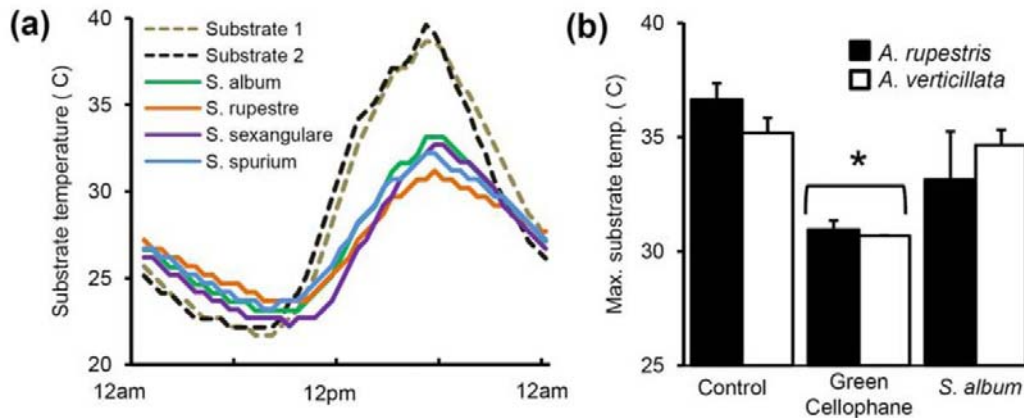 (a)
Substrate temperature ( C)
40
35
30
25
20
12am
12pm
12am
Substrate 1
Substrate 2
S. album
S. rupestre
S. sexangulare
S. spurium
(b)
Max. substrate temp. ( C)
40
35
30
25
A. rupestris
A. verticillata
*
Control
Green
Cellophane
S. album